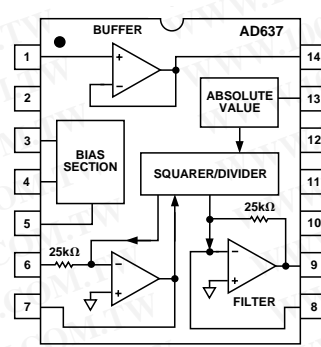 BUFFER
AD637
1
14
2
ABSOLUTE
VALUE
13
3
12
BIAS
SECTION
SQUARER/DIVIDER
4
11
5
25kΩ
10
6
25kΩ
9
7
FILTER
8